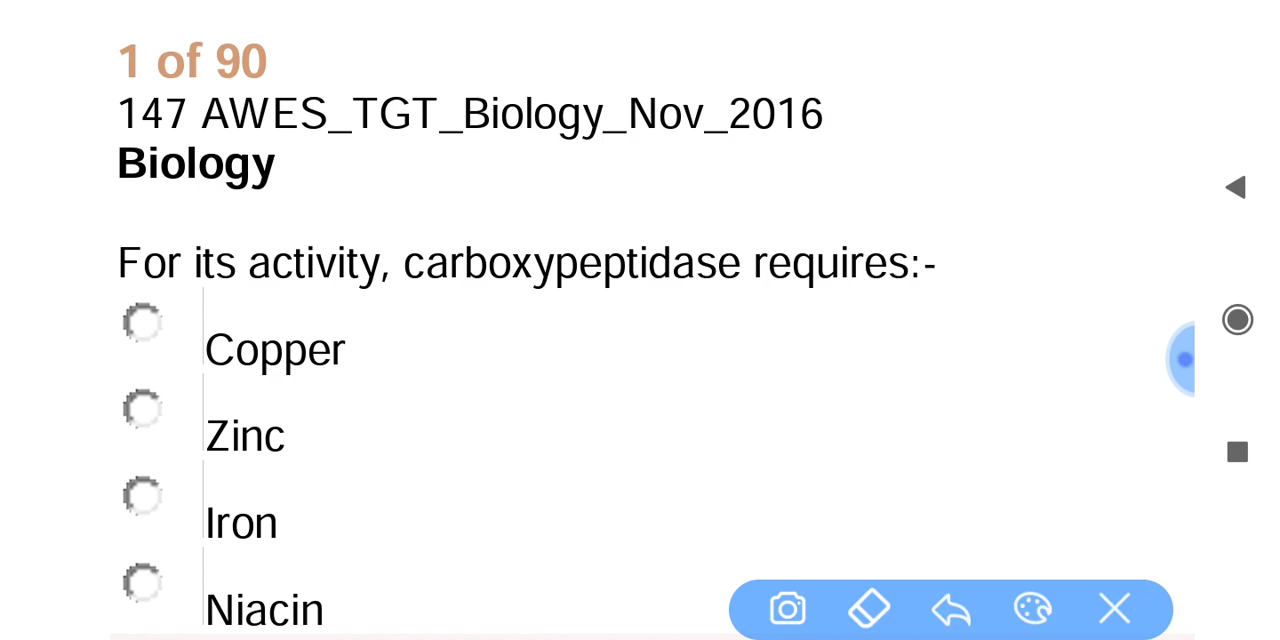 1 of 90
147 AWES_TGT_Biology_Nov_2016
Biology
For its activity, carboxypeptidase requires:-
Copper
Zinc
Iron
Niacin